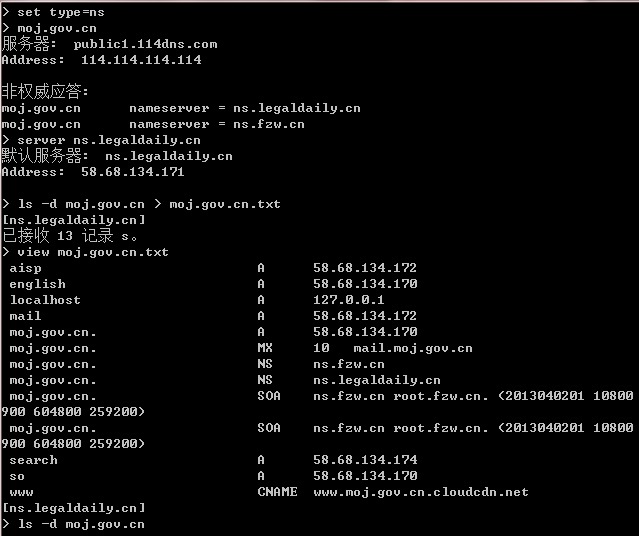 > set type=ns
> moj.gov.cn
服务器:  public1.114dns.com
Address:  114.114.114.114
非权威应答:
moj.gov.cn      nameserver = ns.legaldaily.cn
moj.gov.cn      nameserver = ns.fzw.cn
> server ns.legaldaily.cn
默认服务器:  ns.legaldaily.cn
Address:  58.68.134.171
> ls -d moj.gov.cn > moj.gov.cn.txt
[ns.legaldaily.cn]
已接收 13 记录 s。
> view moj.gov.cn.txt
aisp                           A      58.68.134.172
english                        A      58.68.134.170
localhost                      A      127.0.0.1
mail                           A      58.68.134.172
moj.gov.cn.                    A      58.68.134.170
moj.gov.cn.                    MX     10   mail.moj.gov.cn
moj.gov.cn.                    NS     ns.fzw.cn
moj.gov.cn.                    NS     ns.legaldaily.cn
moj.gov.cn.                    SOA    ns.fzw.cn root.fzw.cn. (2013040201 10800
900 604800 259200)
moj.gov.cn.                    SOA    ns.fzw.cn root.fzw.cn. (2013040201 10800
900 604800 259200)
search                         A      58.68.134.174
so                             A      58.68.134.170
www                            CNAME  www.moj.gov.cn.cloudcdn.net
[ns.legaldaily.cn]
> ls -d moj.gov.cn